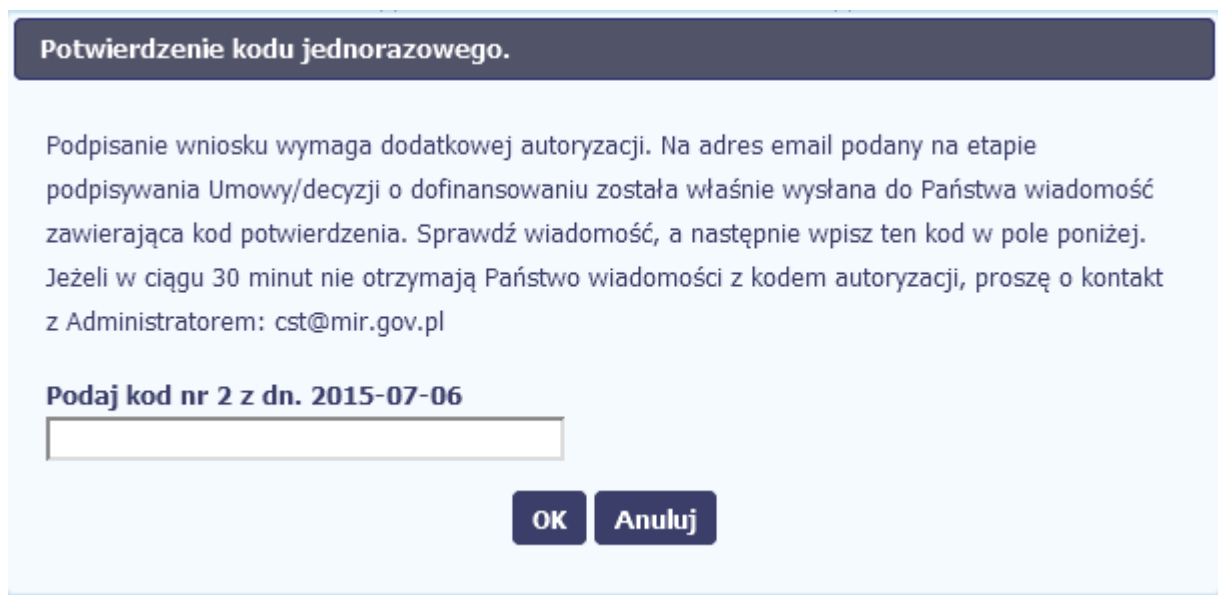 Potwierdzenie kodu jednorazowego.
Podpisanie wniosku wymaga dodatkowej autoryzacji. Na adres email podany na etapie
podpisywania Umowy/decyzji o dofinansowaniu została właśnie wysłana do Państwa wiadomość
zawierająca kod potwierdzenia. Sprawdź wiadomość, a następnie wpisz ten kod w pole poniżej.
Jeżeli w ciągu 30 minut nie otrzymają Państwo wiadomości z kodem autoryzacji, proszę o kontakt
z Administratorem: cst@mir.gov.pl
Podaj kod nr 2 z dn. 2015-07-06
OK Anuluj